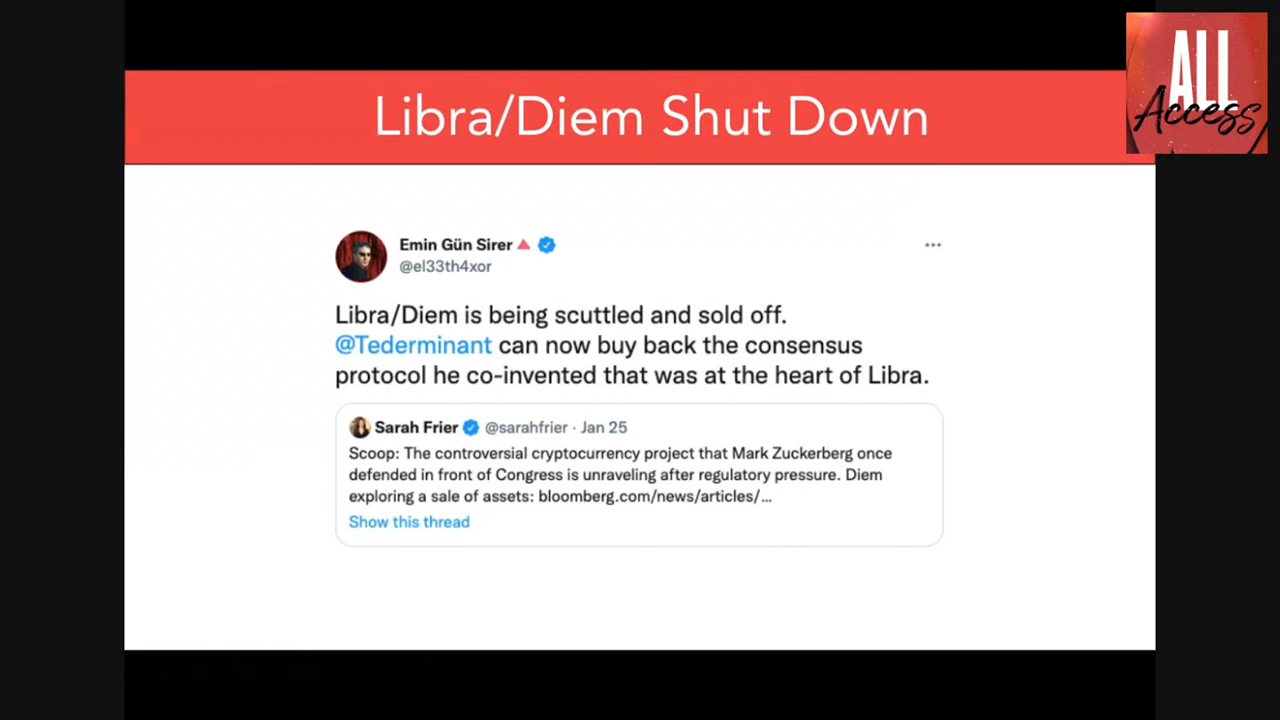 ALL
Access
Libra/Diem Shut Down
Emin Gün Sirer
@el33th4xor
Libra/Diem is being scuttled and sold off.
@Tederminant can now buy back the consensus
protocol he co-invented that was at the heart of Libra.
Sarah Frier @sarahfrier · Jan 25
Scoop: The controversial cryptocurrency project that Mark Zuckerberg once
defended in front of Congress is unraveling after regulatory pressure. Diem
exploring a sale of assets: bloomberg.com/news/articles/...
Show this thread